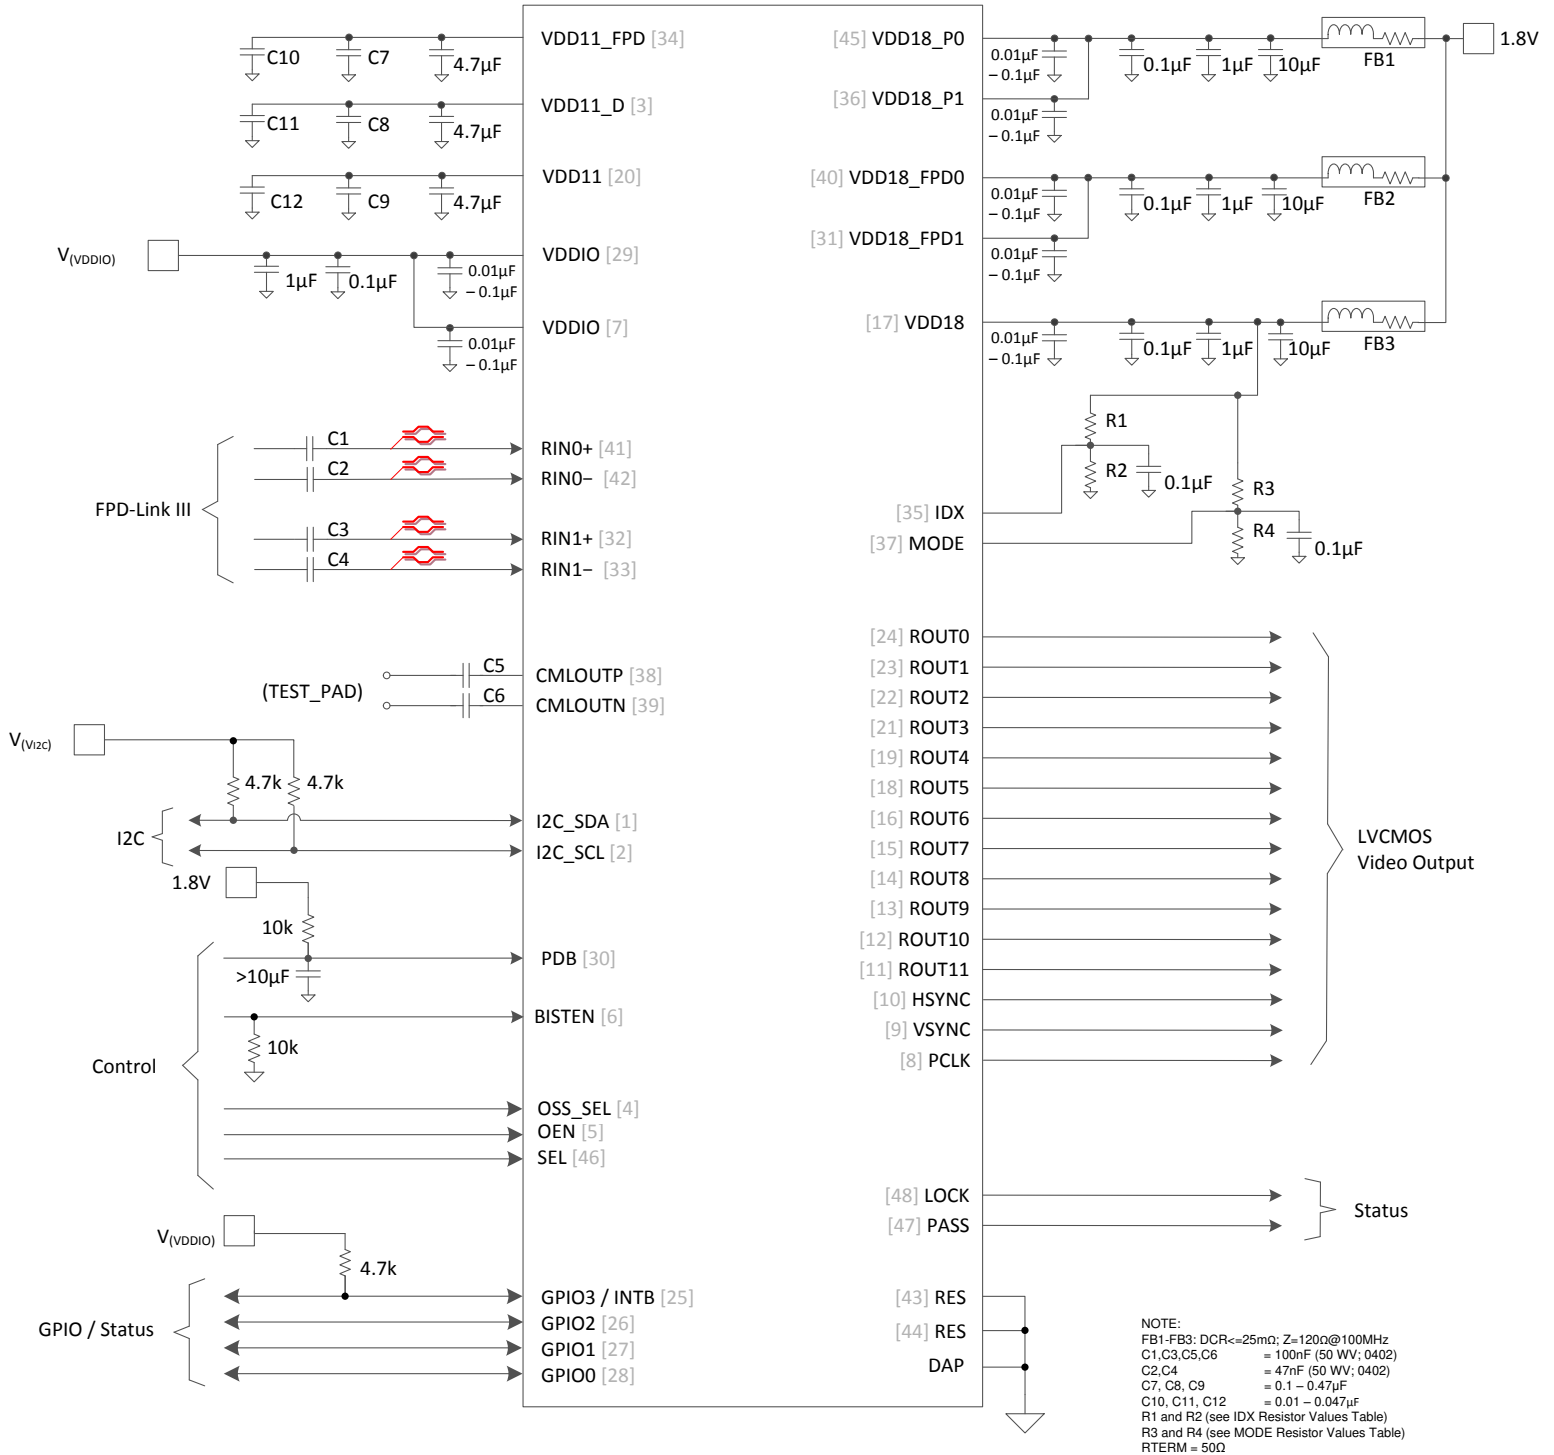 VDD11_FPD [34]
C10
C7
4.7µF
VDD11_D [3]
C11
C8
4.7µF
VDD11 [20]
C12
C9
4.7µF
V(VDDIO)
VDDIO [29]
1µF
0.1µF
0.01µF
– 0.1µF
VDDIO [7]
0.01µF
– 0.1µF
FPD-Link III
C1
RIN0+ [41]
C2
RIN0− [42]
C3
RIN1+ [32]
C4
RIN1− [33]
(TEST_PAD)
C5
CMLOUTP [38]
C6
CMLOUTN [39]
V(VI2C)
4.7k
4.7k
I2C
I2C_SDA [1]
I2C_SCL [2]
1.8V
10k
PDB [30]
>10µF
BISTEN [6]
10k
Control
OSS_SEL [4]
OEN [5]
SEL [46]
V(VDDIO)
4.7k
GPIO / Status
GPIO3 / INTB [25]
GPIO2 [26]
GPIO1 [27]
GPIO0 [28]
[45] VDD18_P0
0.01µF
– 0.1µF
0.1µF
1µF
10µF
FB1
1.8V
[36] VDD18_P1
0.01µF
– 0.1µF
[40] VDD18_FPD0
0.01µF
– 0.1µF
0.1µF
1µF
10µF
FB2
[31] VDD18_FPD1
0.01µF
– 0.1µF
[17] VDD18
0.01µF
– 0.1µF
0.1µF
1µF
10µF
FB3
R1
R2
0.1µF
R3
R4
0.1µF
[35] IDX
[37] MODE
[24] ROUT0
[23] ROUT1
[22] ROUT2
[21] ROUT3
[19] ROUT4
[18] ROUT5
[16] ROUT6
[15] ROUT7
[14] ROUT8
[13] ROUT9
[12] ROUT10
[11] ROUT11
[10] HSYNC
[9] VSYNC
[8] PCLK
LVCMOS
Video Output
[48] LOCK
[47] PASS
Status
[43] RES
[44] RES
DAP
NOTE:
FB1-FB3: DCR<=25mΩ; Z=120Ω@100MHz
C1,C3,C5,C6 = 100nF (50 WV; 0402)
C2,C4 = 47nF (50 WV; 0402)
C7, C8, C9 = 0.1 – 0.47µF
C10, C11, C12 = 0.01 – 0.047µF
R1 and R2 (see IDX Resistor Values Table)
R3 and R4 (see MODE Resistor Values Table)
RTERM = 50Ω